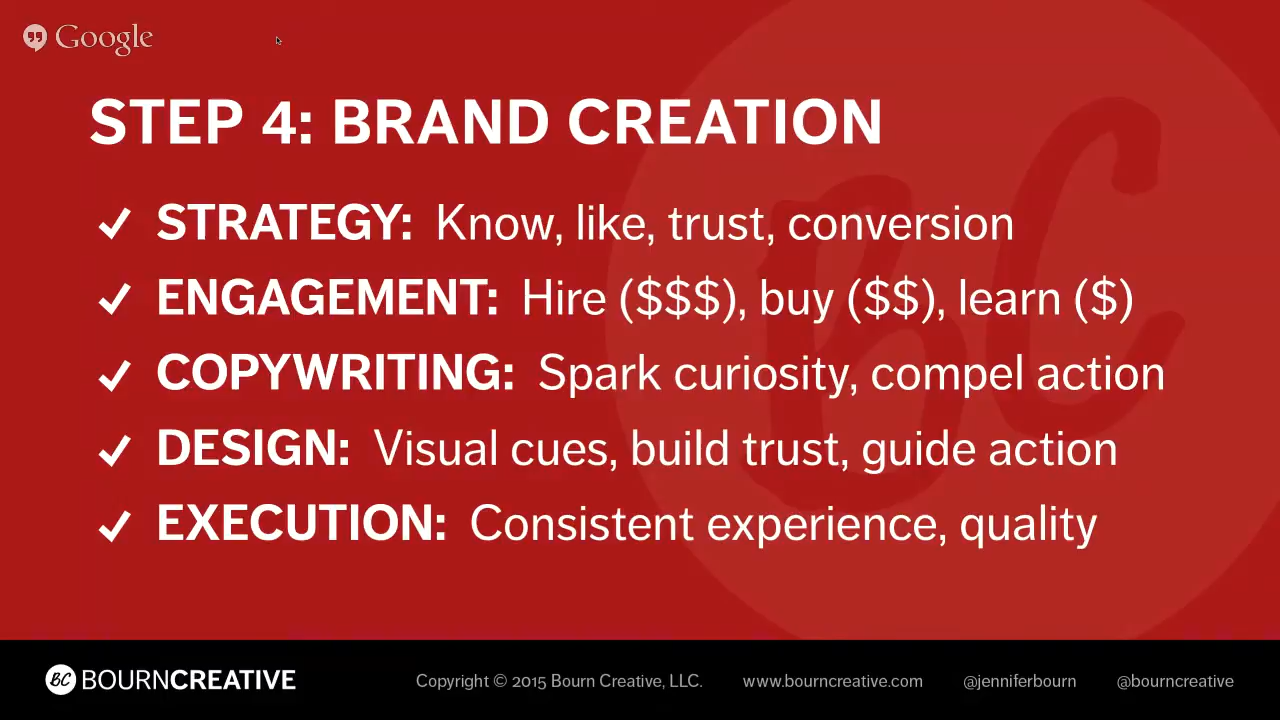 Google
STEP 4: BRAND CREATION
✓ STRATEGY: Know, like, trust, conversion
✓ ENGAGEMENT: Hire ($$$), buy ($$), learn ($)
✓ COPYWRITING: Spark curiosity, compel action
✓ DESIGN: Visual cues, build trust, guide action
✓ EXECUTION: Consistent experience, quality
BC
BC BOURNCREATIVE Copyright © 2015 Bourn Creative, LLC. www.bourncreative.com @jenniferbourn @bourncreative